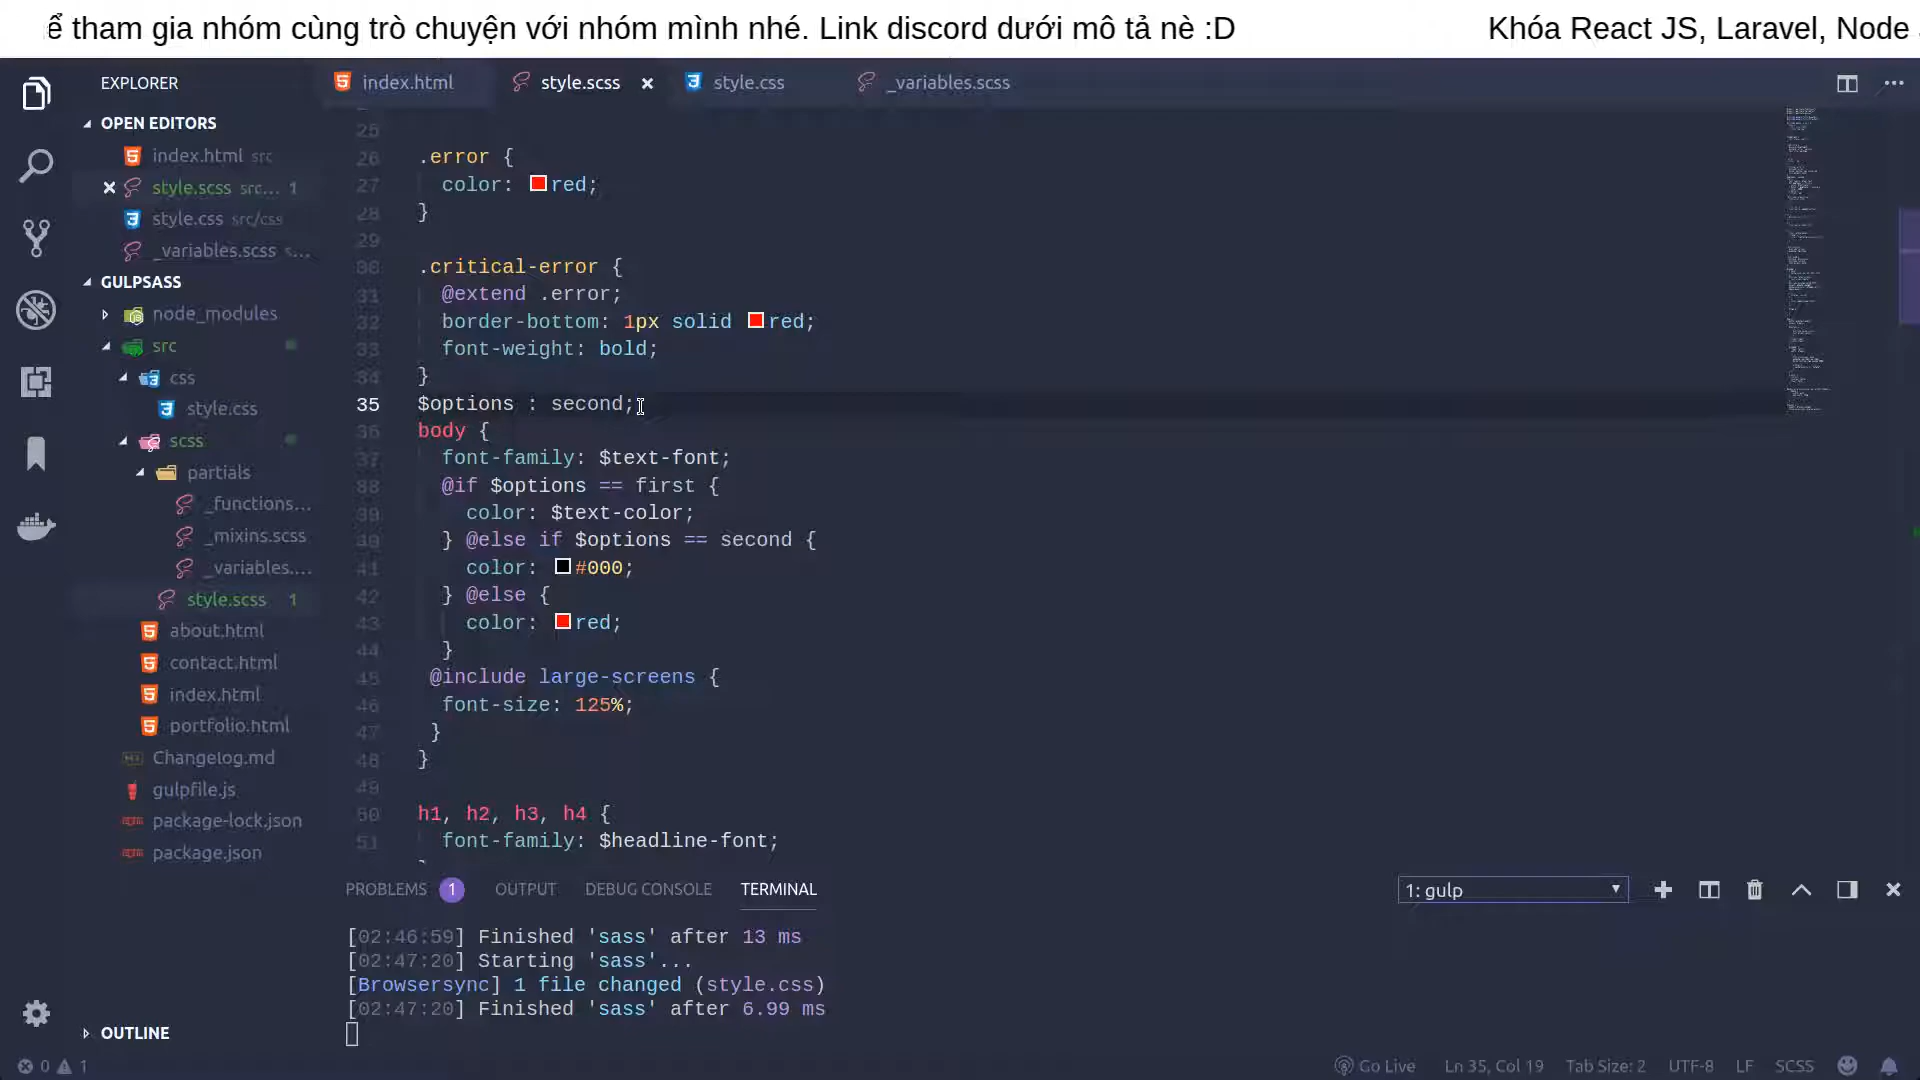 ể tham gia nhóm cùng trò chuyện với nhóm mình nhé. Link discord dưới mô tả nè :D
Khóa React JS, Laravel, Node
EXPLORER
OPEN EDITORS
index.html src
style.scss src... 1
style.css src/css
_variables.scss s...
GULPSASS
node_modules
src
css
style.css
scss
partials
_functions...
_mixins.scss
_variables....
style.scss 1
about.html
contact.html
index.html
portfolio.html
Changelog.md
gulpfile.js
package-lock.json
package.json
OUTLINE
index.html
style.scss
style.css
_variables.scss
25
26 .error {
27 color: red;
28 }
29
30 .critical-error {
31 @extend .error;
32 border-bottom: 1px solid red;
33 font-weight: bold;
34 }
35 $options : second;
36 body {
37 font-family: $text-font;
38 @if $options == first {
39 color: $text-color;
40 } @else if $options == second {
41 color: #000;
42 } @else {
43 color: red;
44 }
45 @include large-screens {
46 font-size: 125%;
47 }
48 }
49
50 h1, h2, h3, h4 {
51 font-family: $headline-font;
PROBLEMS 1 OUTPUT DEBUG CONSOLE TERMINAL
1: gulp
[02:46:59] Finished 'sass' after 13 ms
[02:47:20] Starting 'sass'...
[Browsersync] 1 file changed (style.css)
[02:47:20] Finished 'sass' after 6.99 ms
0 1
Go Live Ln 35, Col 19 Tab Size: 2 UTF-8 LF SCSS